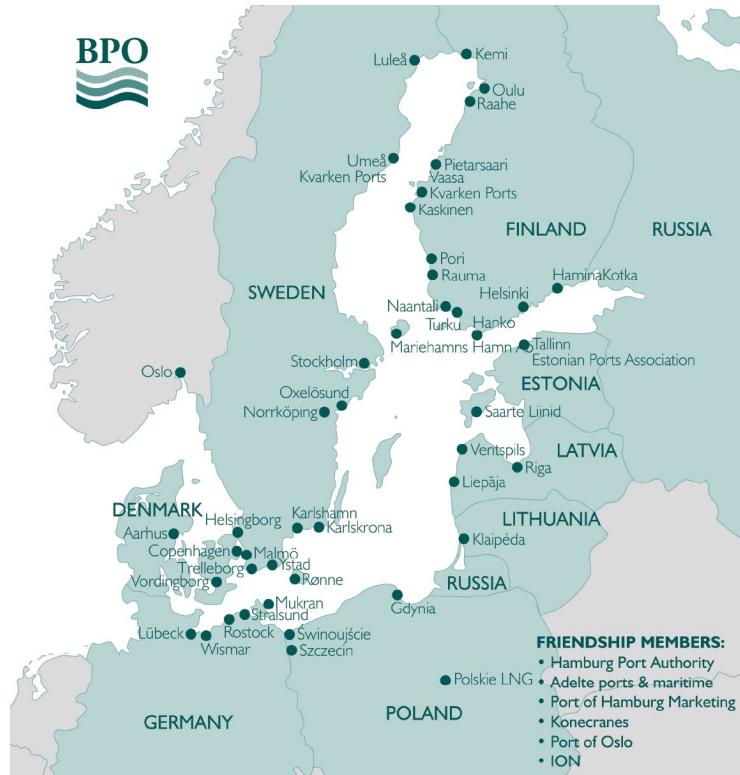 BPO
Luleå
Kemi
Oulu
Raahe
Umeå
Kvarken Ports
Pietarsaari
Vaasa
Kvarken Ports
Kaskinen
FINLAND
RUSSIA
Pori
Rauma
SWEDEN
HaminaKotka
Naantali
Helsinki
Turku
Hanko
Mariehamns Hamn Ab
Tallinn
Estonian Ports Association
Stockholm
Oslo
ESTONIA
Oxelösund
Norrköping
Saarte Liinid
Ventspils
LATVIA
Riga
Liepāja
DENMARK
Helsingborg
Karlshamn
Karlskrona
LITHUANIA
Aarhus
Klaipéda
Copenhagen
Malmö
Trelleborg
Ystad
Vordingborg
Rønne
RUSSIA
Gdynia
Mukran
Stralsund
Lübeck
Rostock
Wismar
Świnoujście
Szczecin
Polskie LNG
GERMANY
POLAND
FRIENDSHIP MEMBERS:
• Hamburg Port Authority
• Adelte ports & maritime
• Port of Hamburg Marketing
• Konecranes
• Port of Oslo
• ION